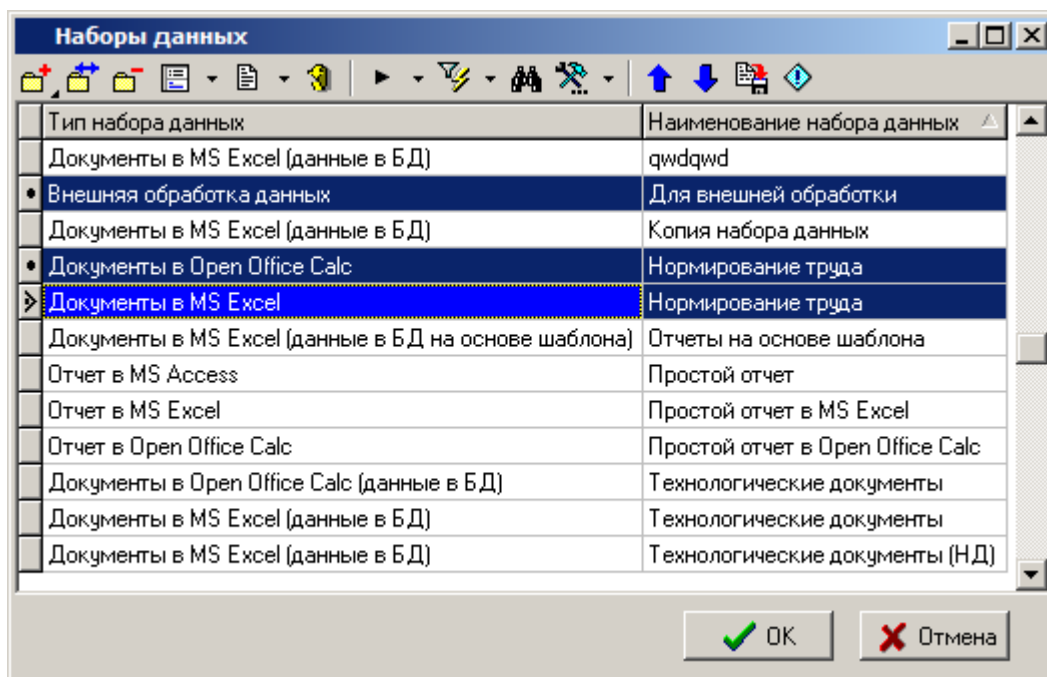 Наборы данных
Тип набора данных Наименование набора данных
Документы в MS Excel (данные в БД) qwdqwd
Внешняя обработка данных Для внешней обработки
Документы в MS Excel (данные в БД) Копия набора данных
Документы в Open Office Calc Нормирование труда
Документы в MS Excel Нормирование труда
Документы в MS Excel (данные в БД на основе шаблона) Отчеты на основе шаблона
Отчет в MS Access Простой отчет
Отчет в MS Excel Простой отчет в MS Excel
Отчет в Open Office Calc Простой отчет в Open Office Calc
Документы в Open Office Calc (данные в БД) Технологические документы
Документы в MS Excel (данные в БД) Технологические документы
Документы в MS Excel (данные в БД) Технологические документы (НД)
OK Отмена